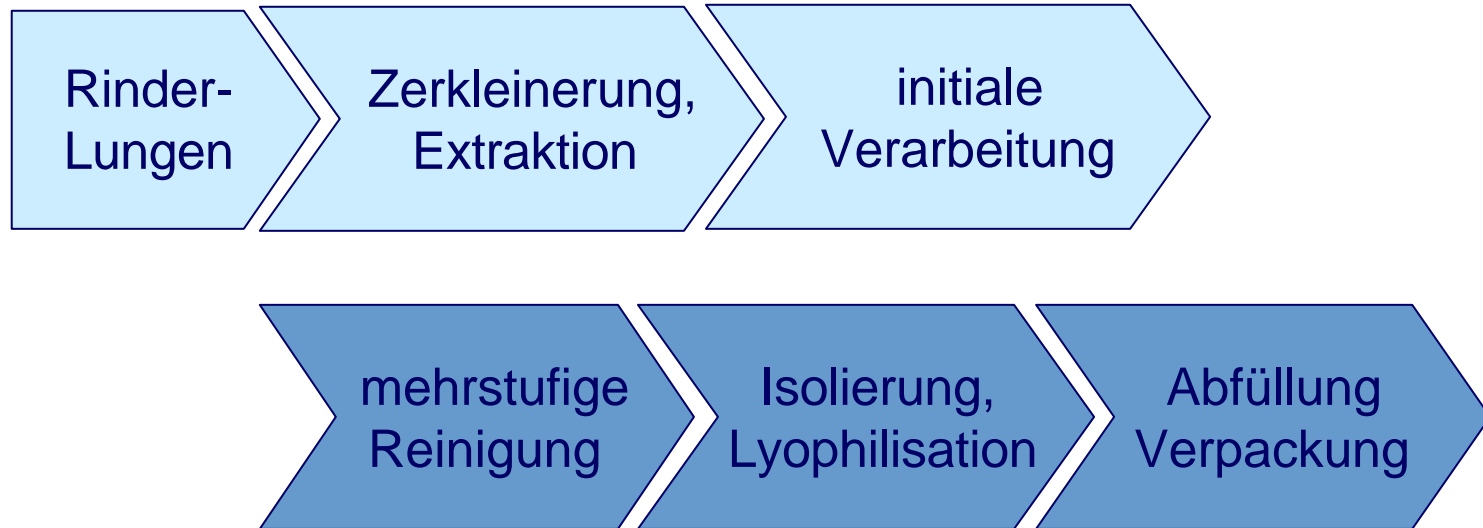 Rinder-
Lungen
Zerkleinerung,
Extraktion
initiale
Verarbeitung
mehrstufige
Reinigung
Isolierung,
Lyophilisation
Abfüllung
Verpackung